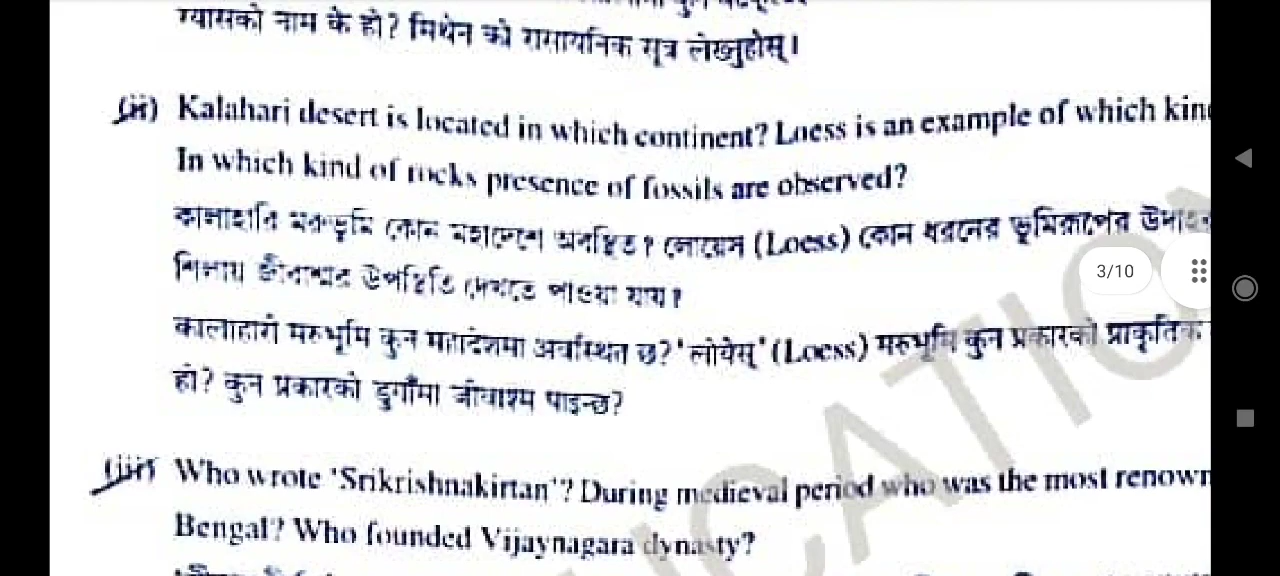 ग्यासको नाम के हो? मिथेन को रासायनिक सूत्र लेख्नुहोस्।
(ii) Kalahari desert is located in which continent? Loess is an example of which kin
In which kind of rocks presence of fossils are observed?
কালাহারি মরুভূমি কোন মহাদেশে অবস্থিত? লোয়েস (Loess) কোন ধরনের ভূমিরূপের
শিলায় জীবাশ্মের উপস্থিতি দেখতে পাওয়া যায়?
3/10
कालाहारी मरुभूमि कुन महादेशमा अवस्थित छ? 'लोयेस्' (Loess) मरुभूमि कुन प्रकारको प्राकृतिक
हो? कुन प्रकारको ढुगाँमा जीवाश्म पाइन्छ?
(iii) Who wrote 'Srikrishnakirtan'? During medieval period who was the most renown
Bengal? Who founded Vijaynagara dynasty?